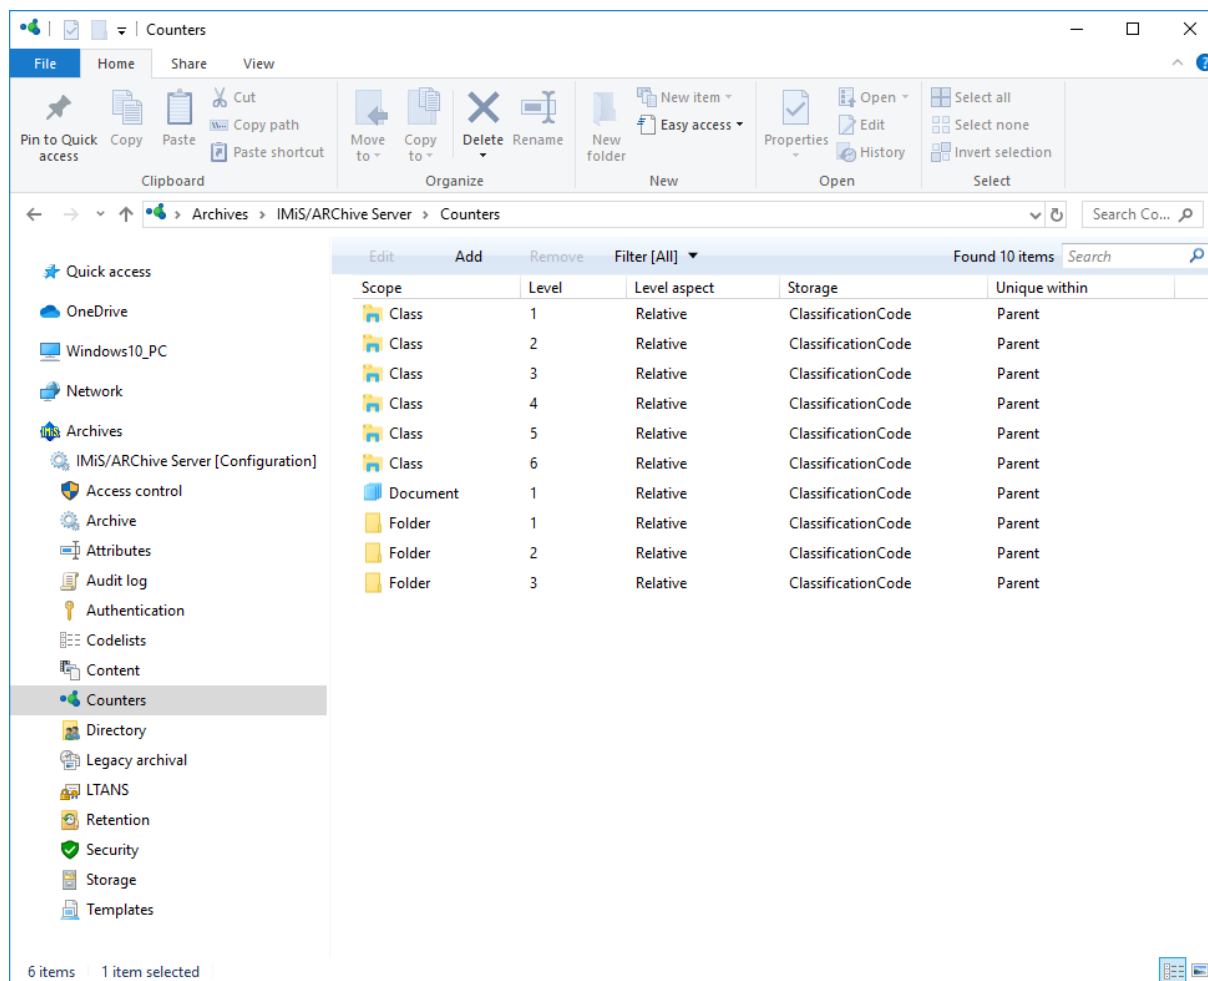 Counters
File Home Share View
Pin to Quick access
Copy
Paste
Cut
Copy path
Paste shortcut
Move to
Copy to
Delete
Rename
New folder
New item
Easy access
Properties
Open
Edit
History
Select all
Select none
Invert selection
Clipboard Organize New Open Select
Archives > IMiS/ARChive Server > Counters
Search Co...
Edit Add Remove Filter [All] Found 10 items Search
Scope Level Level aspect Storage Unique within
Class 1 Relative ClassificationCode Parent
Class 2 Relative ClassificationCode Parent
Class 3 Relative ClassificationCode Parent
Class 4 Relative ClassificationCode Parent
Class 5 Relative ClassificationCode Parent
Class 6 Relative ClassificationCode Parent
Document 1 Relative ClassificationCode Parent
Folder 1 Relative ClassificationCode Parent
Folder 2 Relative ClassificationCode Parent
Folder 3 Relative ClassificationCode Parent
Quick access
OneDrive
Windows10_PC
Network
Archives
IMiS/ARChive Server [Configuration]
Access control
Archive
Attributes
Audit log
Authentication
Codelists
Content
Counters
Directory
Legacy archival
LTANS
Retention
Security
Storage
Templates
6 items 1 item selected